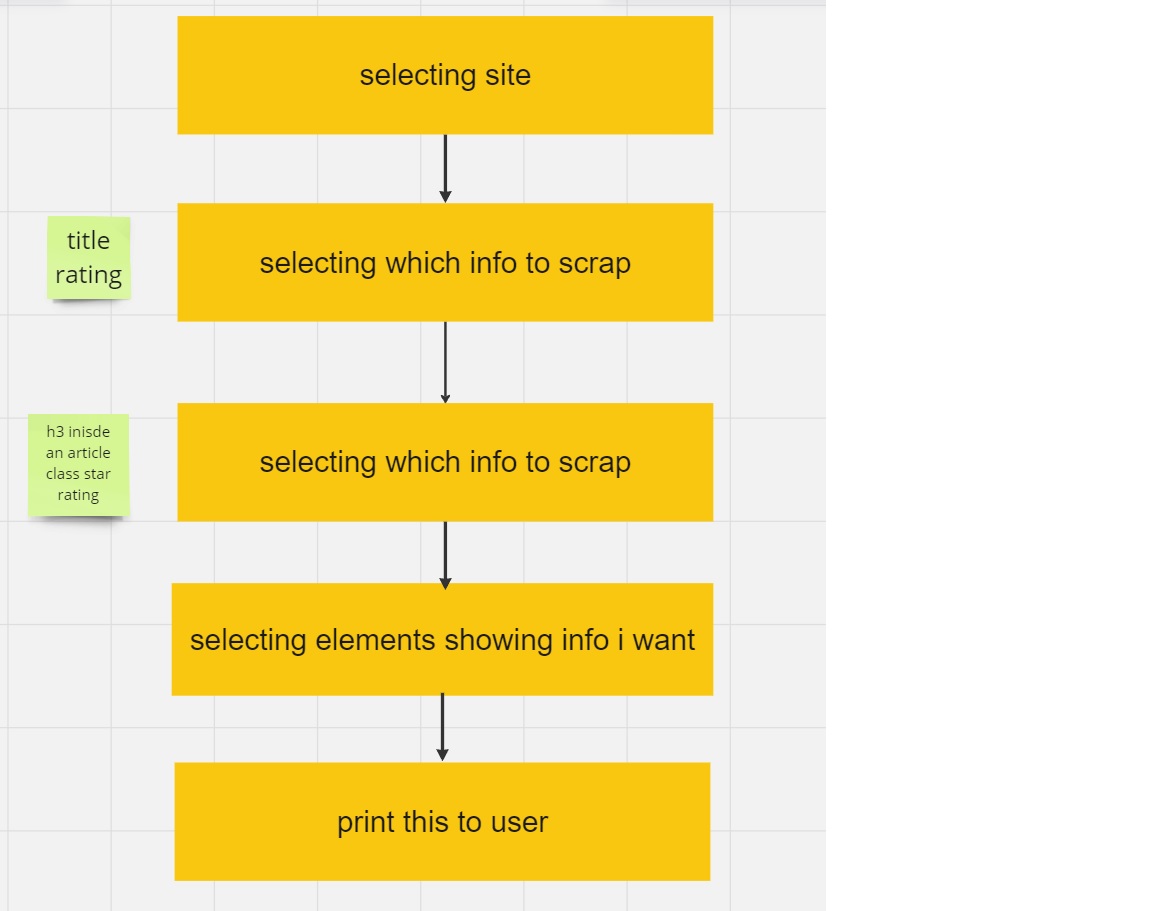 selecting site
title
rating
selecting which info to scrap
h3 inisde
an article
class star
rating
selecting which info to scrap
selecting elements showing info i want
print this to user